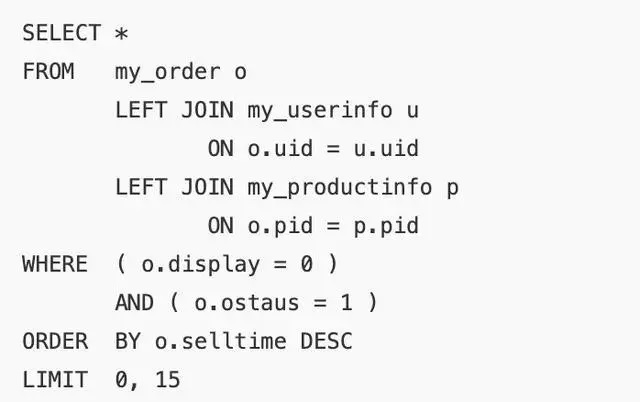 SELECT *
FROM   my_order o
       LEFT JOIN my_userinfo u
              ON o.uid = u.uid
       LEFT JOIN my_productinfo p
              ON o.pid = p.pid
WHERE  ( o.display = 0 )
       AND ( o.ostaus = 1 )
ORDER  BY o.selltime DESC
LIMIT  0, 15